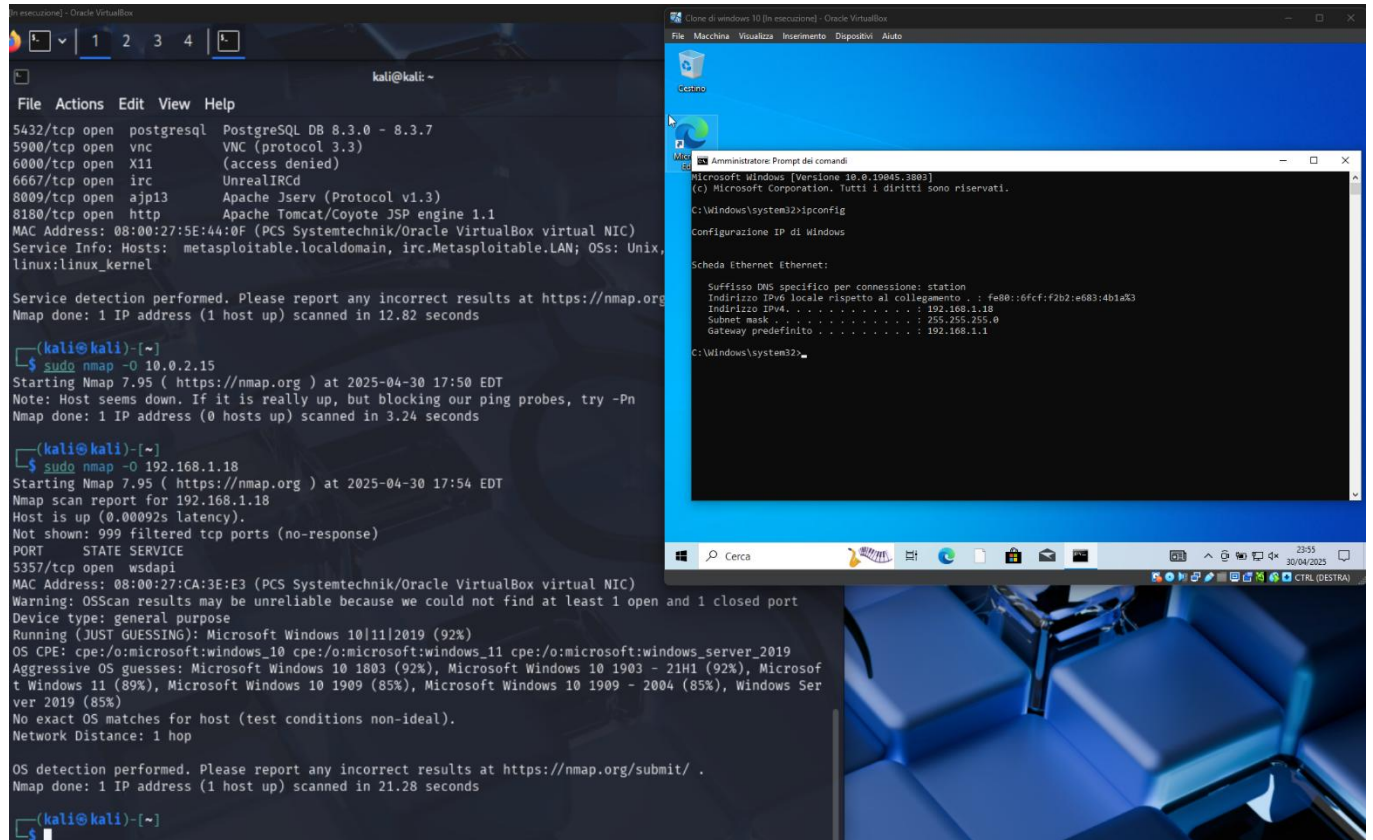 [In esecuzione] - Oracle VirtualBox
1 2 3 4
kali@kali: ~
File Actions Edit View Help
5432/tcp open postgresql PostgreSQL DB 8.3.0 - 8.3.7
5900/tcp open vnc VNC (protocol 3.3)
6000/tcp open X11 (access denied)
6667/tcp open irc UnrealIRCd
8009/tcp open ajp13 Apache Jserv (Protocol v1.3)
8180/tcp open http Apache Tomcat/Coyote JSP engine 1.1
MAC Address: 08:00:27:5E:44:0F (PCS Systemtechnik/Oracle VirtualBox virtual NIC)
Service Info: Hosts: metasploitable.localdomain, irc.Metasploitable.LAN; OSs: Unix,
linux:linux_kernel
Service detection performed. Please report any incorrect results at https://nmap.org
Nmap done: 1 IP address (1 host up) scanned in 12.82 seconds
(kali㉿kali)-[~]
$ sudo nmap -O 10.0.2.15
Starting Nmap 7.95 ( https://nmap.org ) at 2025-04-30 17:50 EDT
Note: Host seems down. If it is really up, but blocking our ping probes, try -Pn
Nmap done: 1 IP address (0 hosts up) scanned in 3.24 seconds
(kali㉿kali)-[~]
$ sudo nmap -O 192.168.1.18
Starting Nmap 7.95 ( https://nmap.org ) at 2025-04-30 17:54 EDT
Nmap scan report for 192.168.1.18
Host is up (0.00092s latency).
Not shown: 999 filtered tcp ports (no-response)
PORT STATE SERVICE
5357/tcp open wsdapi
MAC Address: 08:00:27:CA:3E:E3 (PCS Systemtechnik/Oracle VirtualBox virtual NIC)
Warning: OSScan results may be unreliable because we could not find at least 1 open and 1 closed port
Device type: general purpose
Running (JUST GUESSING): Microsoft Windows 10|11|2019 (92%)
OS CPE: cpe:/o:microsoft:windows_10 cpe:/o:microsoft:windows_11 cpe:/o:microsoft:windows_server_2019
Aggressive OS guesses: Microsoft Windows 10 1803 (92%), Microsoft Windows 10 1903 - 21H1 (92%), Microsof
t Windows 11 (89%), Microsoft Windows 10 1909 (85%), Microsoft Windows 10 1909 - 2004 (85%), Windows Ser
ver 2019 (85%)
No exact OS matches for host (test conditions non-ideal).
Network Distance: 1 hop
OS detection performed. Please report any incorrect results at https://nmap.org/submit/ .
Nmap done: 1 IP address (1 host up) scanned in 21.28 seconds
(kali㉿kali)-[~]
$
Clone di windows 10 [In esecuzione] - Oracle VirtualBox
File Macchina Visualizza Inserimento Dispositivi Aiuto
Cestino
Amministratore: Prompt dei comandi
Microsoft Windows [Versione 10.0.19045.3803]
(c) Microsoft Corporation. Tutti i diritti sono riservati.
C:\Windows\system32>ipconfig
Configurazione IP di Windows
Scheda Ethernet Ethernet:
Suffisso DNS specifico per connessione: station
Indirizzo IPv6 locale rispetto al collegamento . : fe80::6fcf:f2b2:e683:4b1a%3
Indirizzo IPv4. . . . . . . . . . . . : 192.168.1.18
Subnet mask . . . . . . . . . . . . . : 255.255.255.0
Gateway predefinito . . . . . . . . . : 192.168.1.1
C:\Windows\system32>
Cerca
23:55
30/04/2025
CTRL (DESTRA)